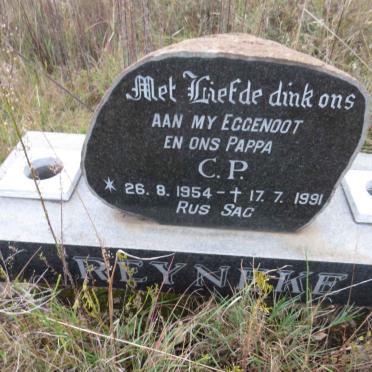 Met Liefde dink ons
AAN MY EGGENOOT
EN ONS PAPPA
C.P.
* 26. 8. 1954 - † 17. 7. 1991
RUS SAG
REYNEKE